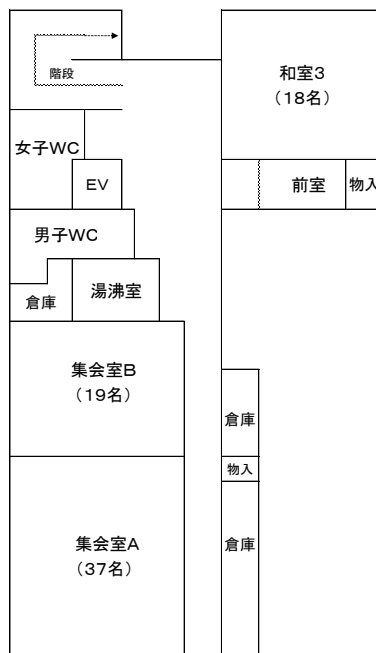 階段
和室3
（18名）
女子WC
EV
前室
物入
男子WC
湯沸室
倉庫
集会室B
（19名）
倉庫
物入
集会室A
（37名）
倉庫